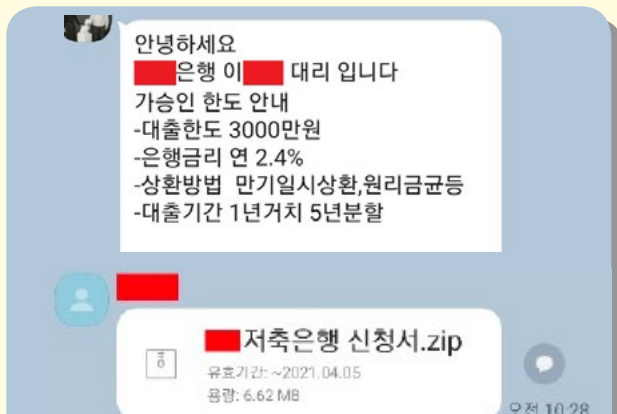 안녕하세요
은행 이 대리 입니다
가승인 한도 안내
-대출한도 3000만원
-은행금리 연 2.4%
-상환방법 만기일시상환,원리금균등
-대출기간 1년거치 5년분할
저축은행 신청서.zip
유효기간: ~2021.04.05
용량: 6.62 MB
오전 10:28